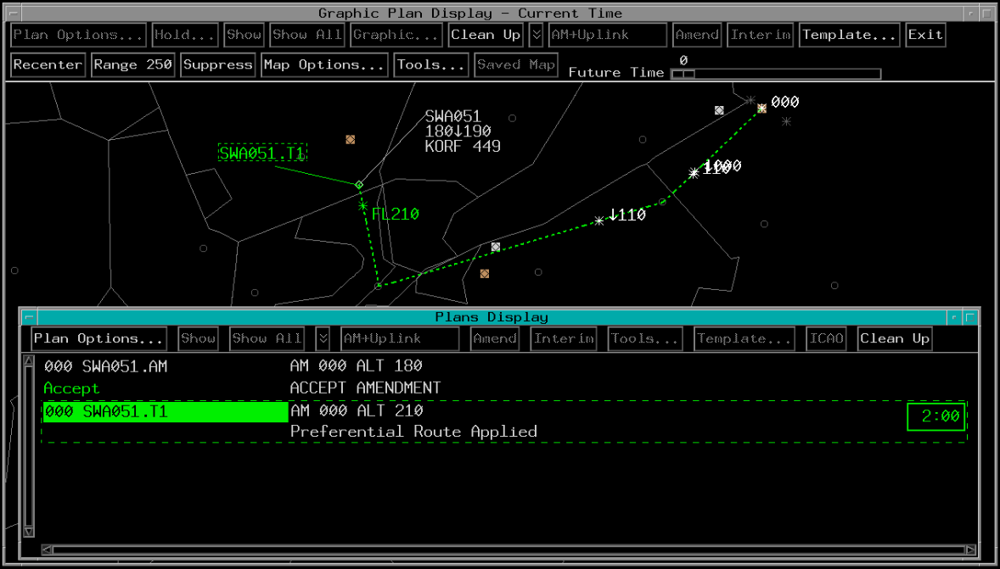 Graphic Plan Display - Current Time
Plan Options... Hold... Show Show All Graphic... Clean Up AM+Uplink Amend Interim Template... Exit
Recenter Range 250 Suppress Map Options... Tools... Saved Map Future Time 0
000
SWA051
180↓190
KORF 449
SWA051.T1
000
FL210
↓110
Plans Display
Plan Options... Show Show All AM+Uplink Amend Interim Tools... Template... ICAO Clean Up
000 SWA051.AM AM 000 ALT 180
Accept ACCEPT AMENDMENT
000 SWA051.T1 AM 000 ALT 210 2:00
Preferential Route Applied